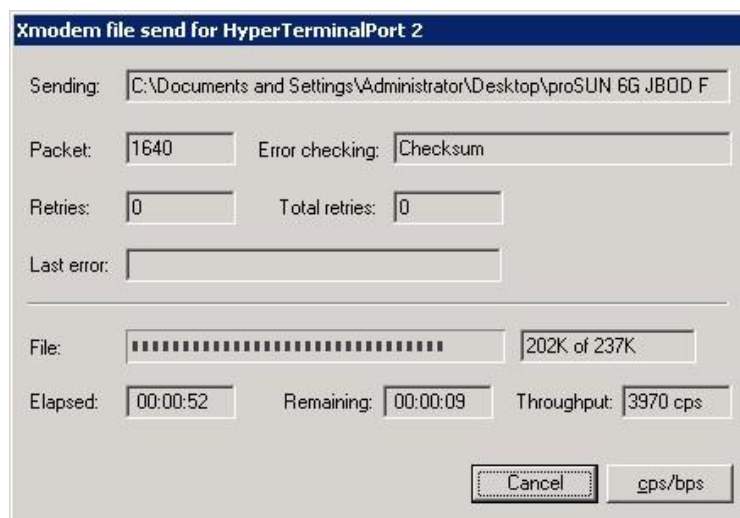 Xmodem file send for HyperTerminalPort 2
Sending: C:\Documents and Settings\Administrator\Desktop\proSUN 6G JBOD F
Packet: 1640 Error checking: Checksum
Retries: 0 Total retries: 0
Last error:
File: 202K of 237K
Elapsed: 00:00:52 Remaining: 00:00:09 Throughput: 3970 cps
Cancel cps/bps